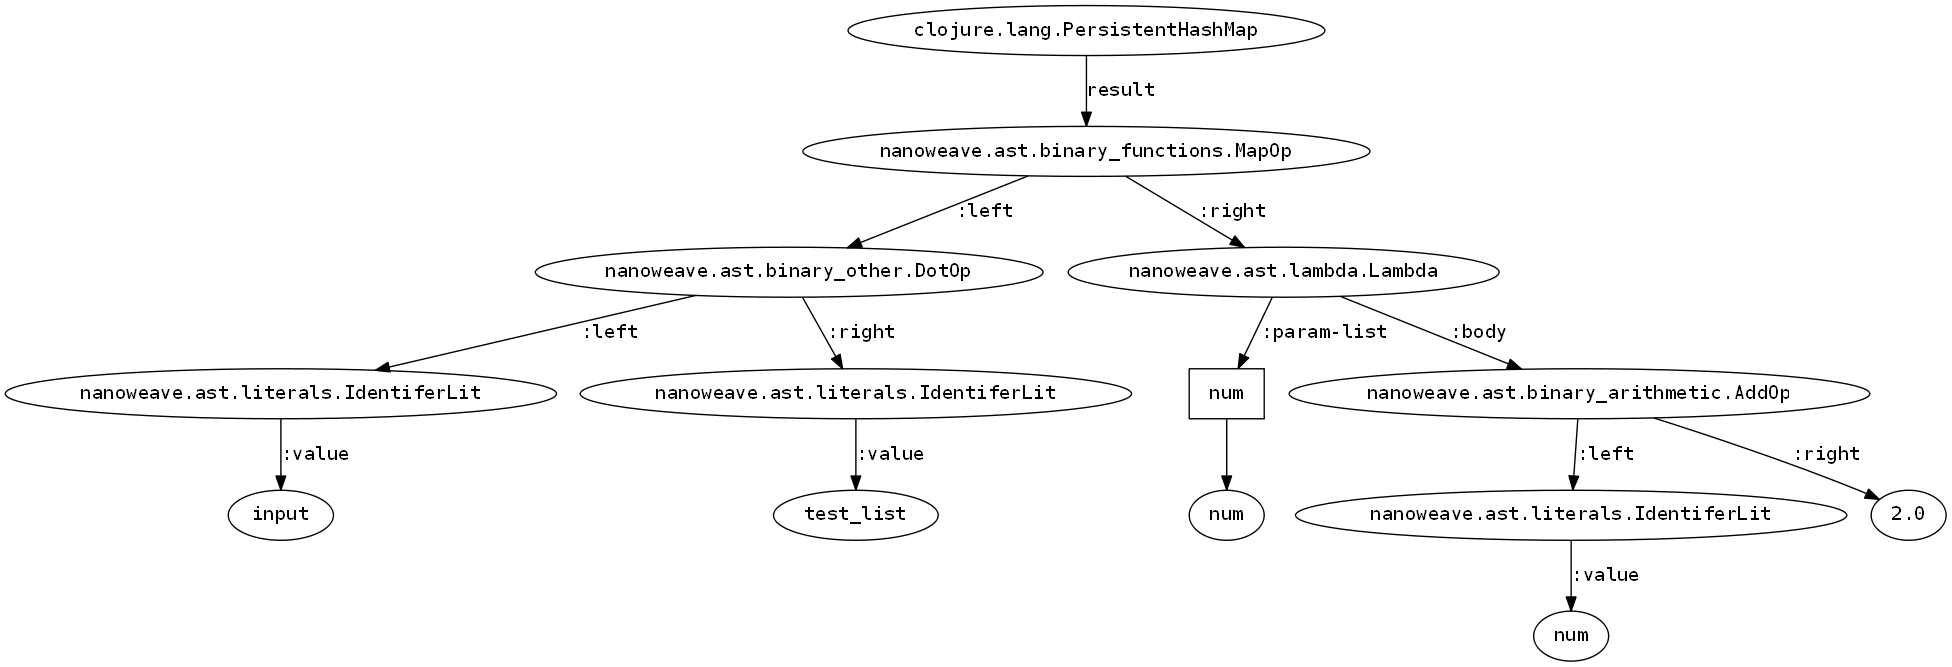 clojure.lang.PersistentHashMap
result
nanoweave.ast.binary_functions.MapOp
:left
:right
nanoweave.ast.binary_other.DotOp
nanoweave.ast.lambda.Lambda
:left
:right
:param-list
:body
nanoweave.ast.literals.IdentiferLit
nanoweave.ast.literals.IdentiferLit
num
nanoweave.ast.binary_arithmetic.AddOp
:value
:value
:left
:right
input
test_list
num
nanoweave.ast.literals.IdentiferLit
2.0
:value
num